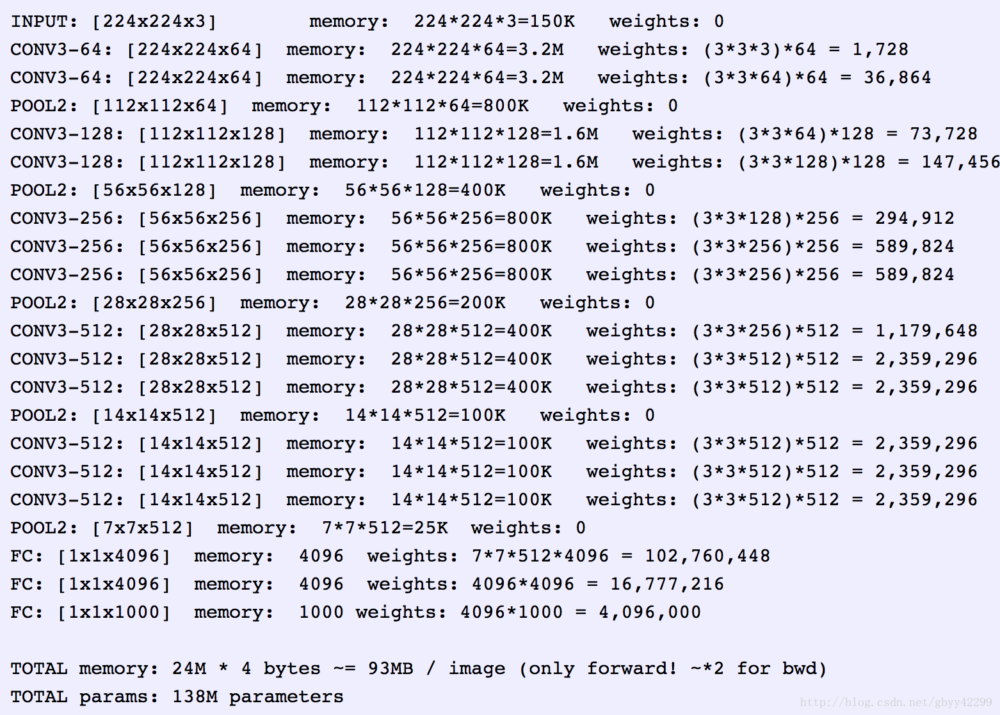 INPUT: [224x224x3] memory: 224*224*3=150K weights: 0
CONV3-64: [224x224x64] memory: 224*224*64=3.2M weights: (3*3*3)*64 = 1,728
CONV3-64: [224x224x64] memory: 224*224*64=3.2M weights: (3*3*64)*64 = 36,864
POOL2: [112x112x64] memory: 112*112*64=800K weights: 0
CONV3-128: [112x112x128] memory: 112*112*128=1.6M weights: (3*3*64)*128 = 73,728
CONV3-128: [112x112x128] memory: 112*112*128=1.6M weights: (3*3*128)*128 = 147,456
POOL2: [56x56x128] memory: 56*56*128=400K weights: 0
CONV3-256: [56x56x256] memory: 56*56*256=800K weights: (3*3*128)*256 = 294,912
CONV3-256: [56x56x256] memory: 56*56*256=800K weights: (3*3*256)*256 = 589,824
CONV3-256: [56x56x256] memory: 56*56*256=800K weights: (3*3*256)*256 = 589,824
POOL2: [28x28x256] memory: 28*28*256=200K weights: 0
CONV3-512: [28x28x512] memory: 28*28*512=400K weights: (3*3*256)*512 = 1,179,648
CONV3-512: [28x28x512] memory: 28*28*512=400K weights: (3*3*512)*512 = 2,359,296
CONV3-512: [28x28x512] memory: 28*28*512=400K weights: (3*3*512)*512 = 2,359,296
POOL2: [14x14x512] memory: 14*14*512=100K weights: 0
CONV3-512: [14x14x512] memory: 14*14*512=100K weights: (3*3*512)*512 = 2,359,296
CONV3-512: [14x14x512] memory: 14*14*512=100K weights: (3*3*512)*512 = 2,359,296
CONV3-512: [14x14x512] memory: 14*14*512=100K weights: (3*3*512)*512 = 2,359,296
POOL2: [7x7x512] memory: 7*7*512=25K weights: 0
FC: [1x1x4096] memory: 4096 weights: 7*7*512*4096 = 102,760,448
FC: [1x1x4096] memory: 4096 weights: 4096*4096 = 16,777,216
FC: [1x1x1000] memory: 1000 weights: 4096*1000 = 4,096,000
TOTAL memory: 24M * 4 bytes ~= 93MB / image (only forward! ~*2 for bwd)
TOTAL params: 138M parameters
http://blog.csdn.net/gbyy42299